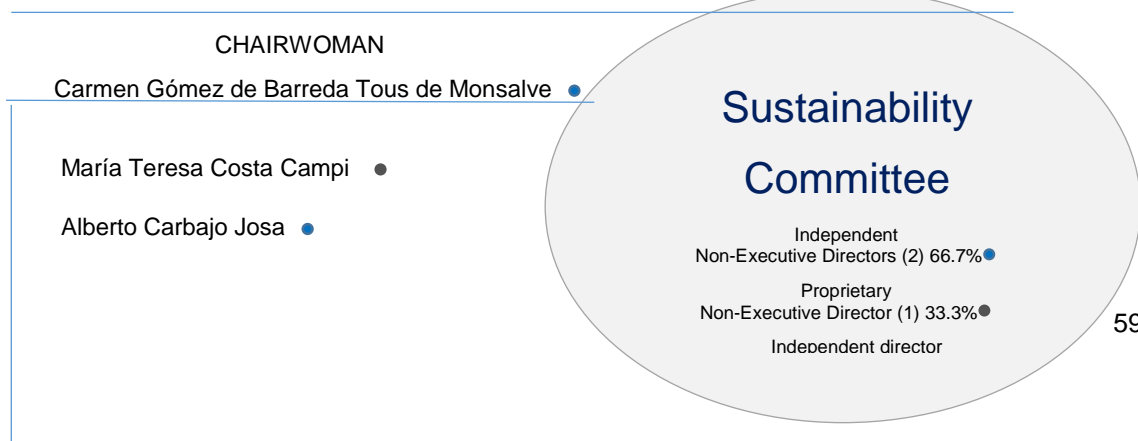 CHAIRWOMAN
Carmen Gómez de Barreda Tous de Monsalve
María Teresa Costa Campi
Alberto Carbajo Josa
Sustainability
Committee
Independent
Non-Executive Directors (2) 66.7%
Proprietary
Non-Executive Director (1) 33.3%
Independent director
59